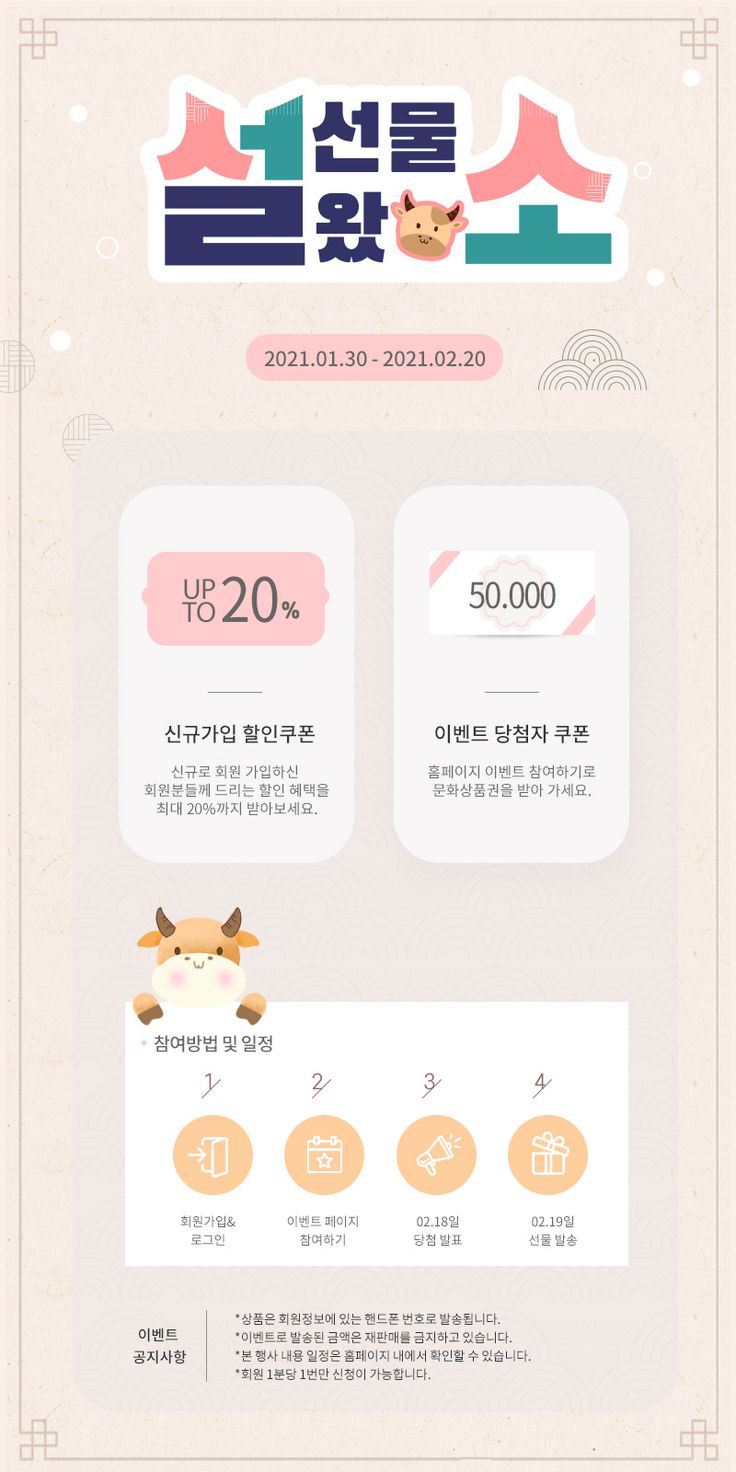 설 선물
왔소
2021.01.30 - 2021.02.20
UP
TO 20%
신규가입 할인쿠폰
신규로 회원 가입하신
회원분들께 드리는 할인 혜택을
최대 20%까지 받아보세요.
50.000
이벤트 당첨자 쿠폰
홈페이지 이벤트 참여하기로
문화상품권을 받아 가세요.
참여방법 및 일정
1
회원가입&
로그인
2
이벤트 페이지
참여하기
3
02.18일
당첨 발표
4
02.19일
선물 발송
이벤트
공지사항
*상품은 회원정보에 있는 핸드폰 번호로 발송됩니다.
*이벤트로 발송된 금액은 재판매를 금지하고 있습니다.
*본 행사 내용 일정은 홈페이지 내에서 확인할 수 있습니다.
*회원 1분당 1번만 신청이 가능합니다.